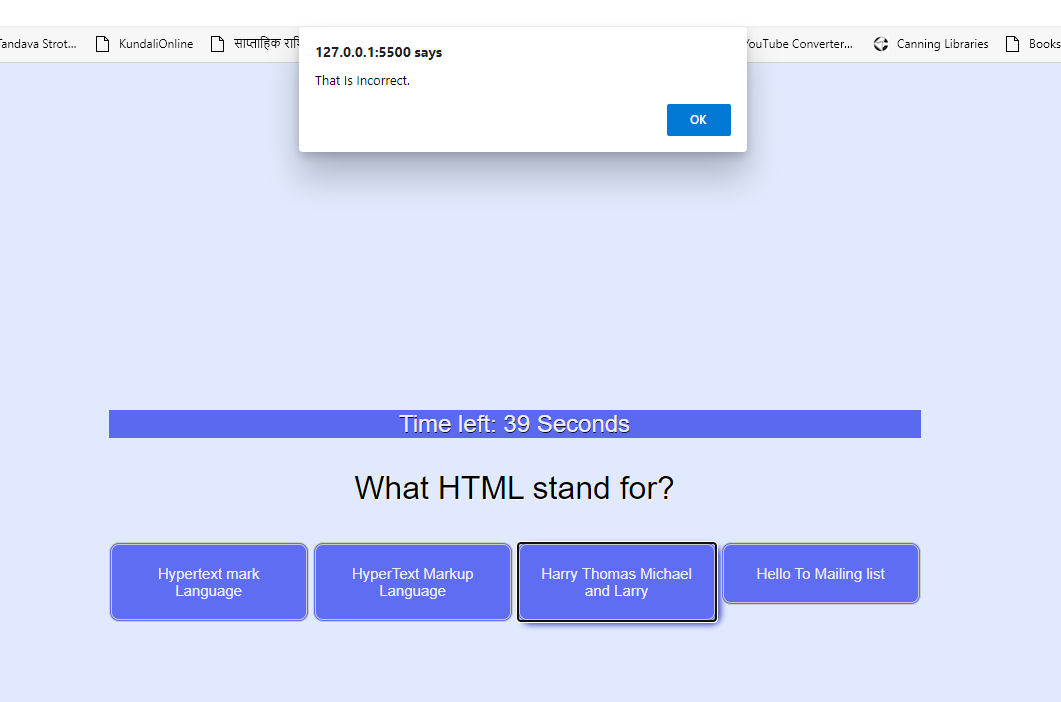 Tandava Strot... KundaliOnline साप्ताहिक YouTube Converter... Canning Libraries Books
127.0.0.1:5500 says
That Is Incorrect.
OK
Time left: 39 Seconds
What HTML stand for?
Hypertext mark
Language
HyperText Markup
Language
Harry Thomas Michael
and Larry
Hello To Mailing list